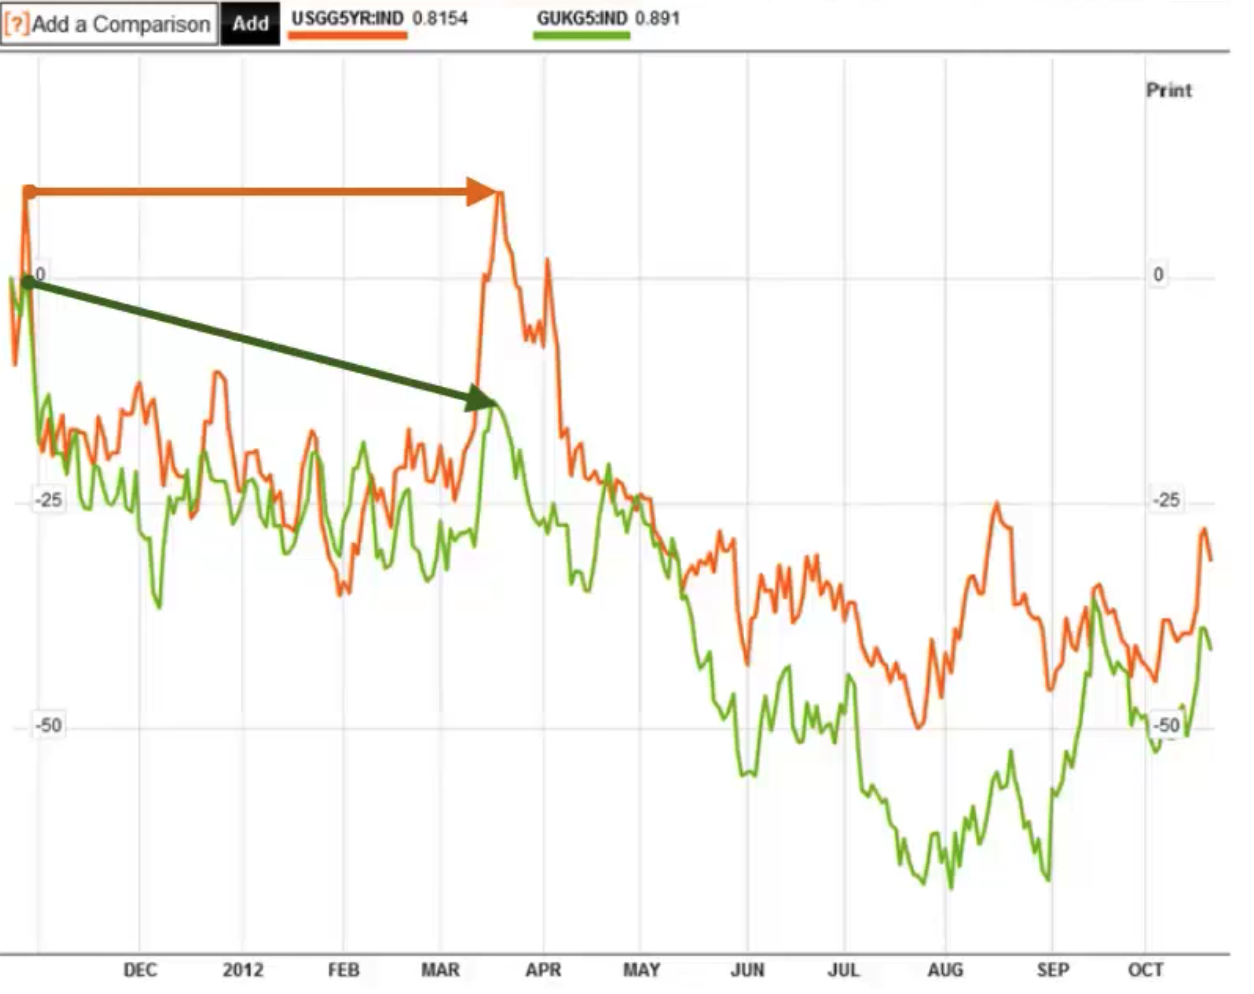 [?]Add a Comparison Add USGG5YR:IND 0.8154 GUKG5:IND 0.891
Print
0 0
-25 -25
-50 -50
DEC 2012 FEB MAR APR MAY JUN JUL AUG SEP OCT